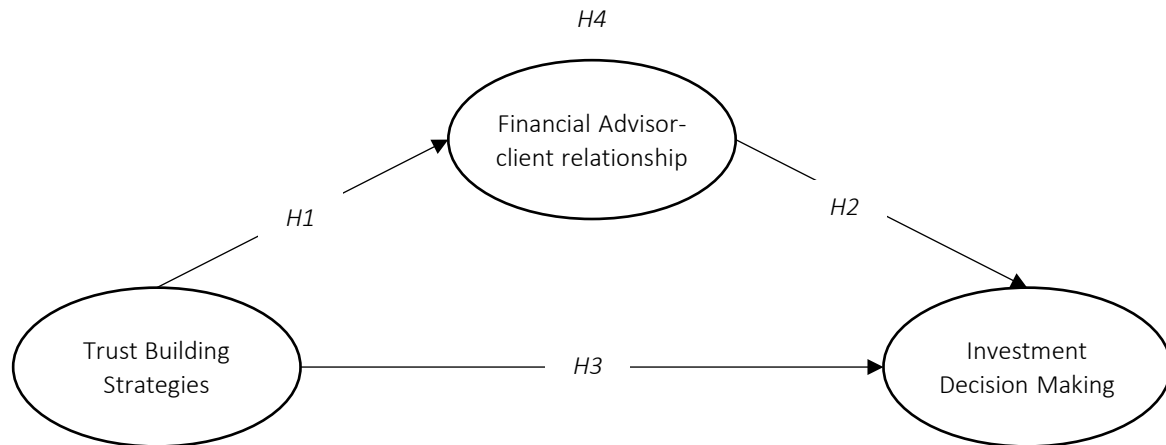 H4
Financial Advisor-
client relationship
H1
H2
Trust Building
Strategies
H3
Investment
Decision Making